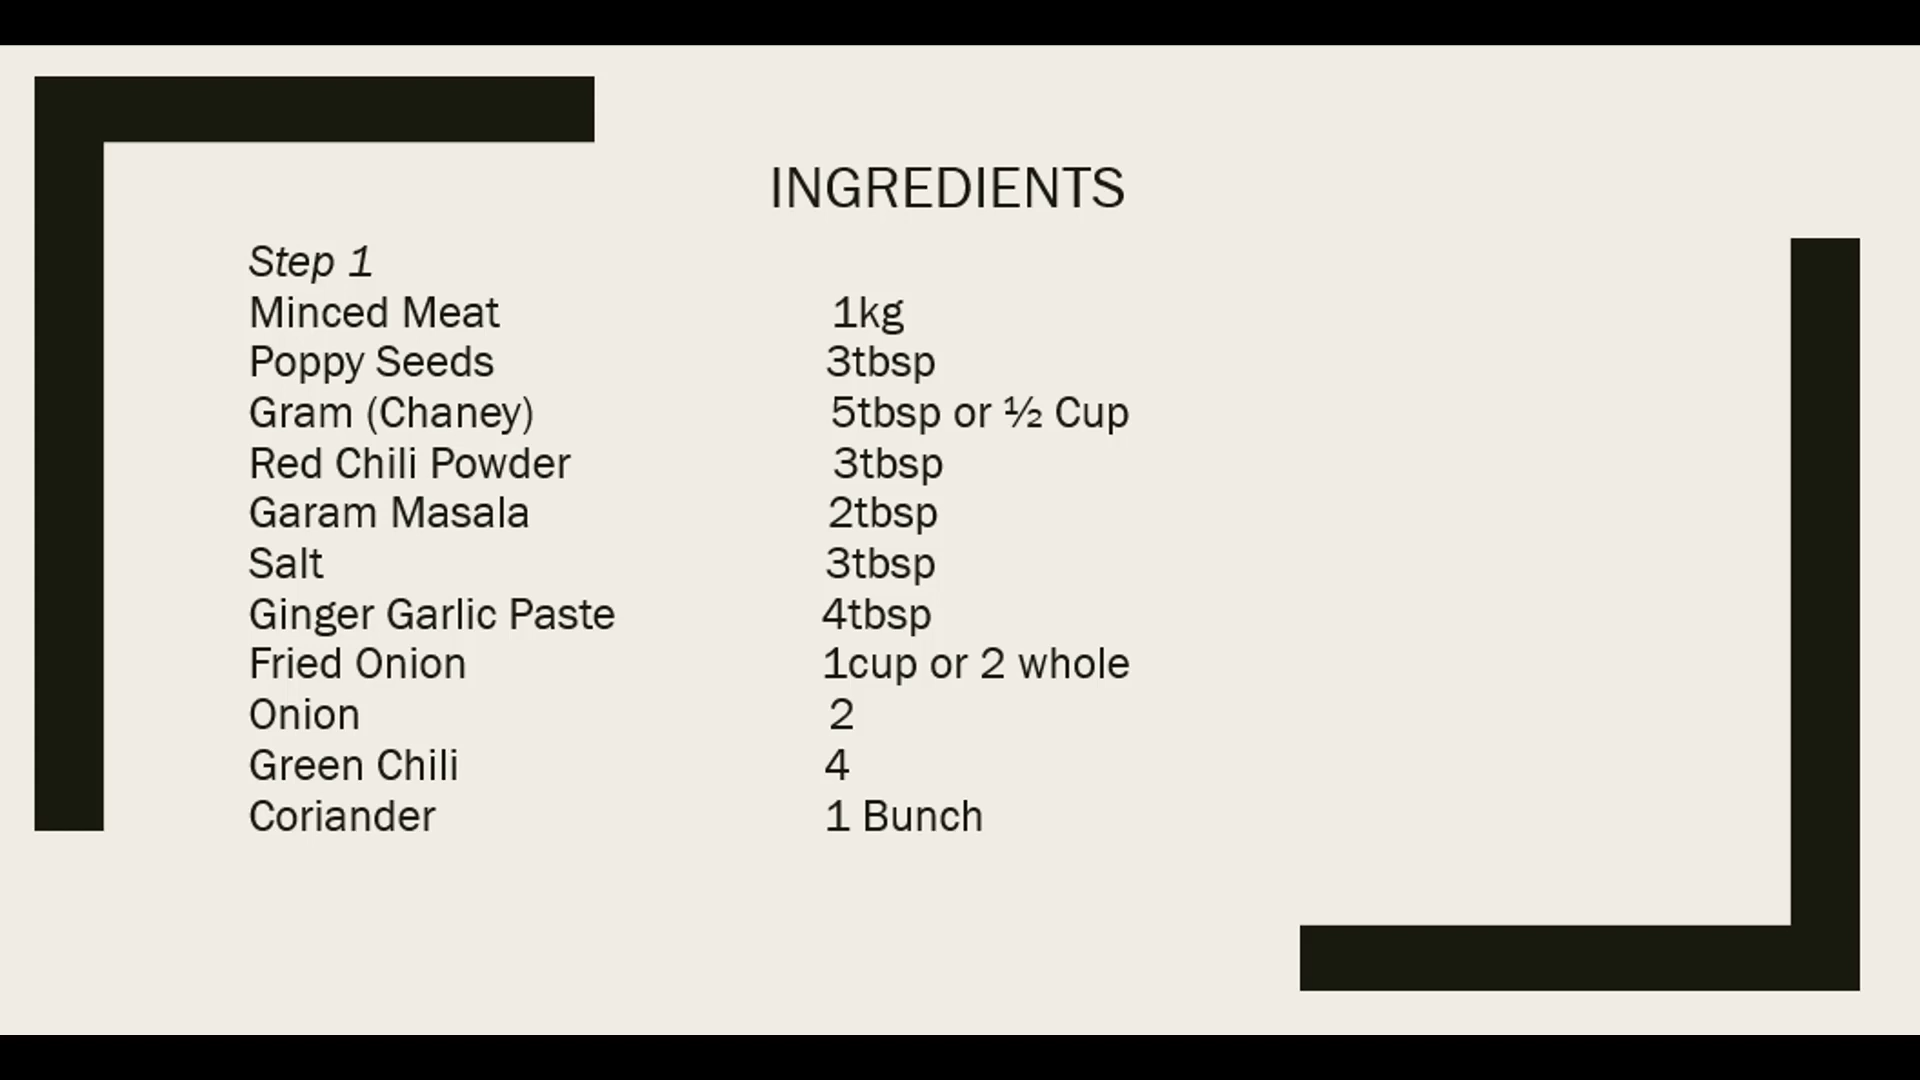 INGREDIENTS
Step 1
Minced Meat 1kg
Poppy Seeds 3tbsp
Gram (Chaney) 5tbsp or ½ Cup
Red Chili Powder 3tbsp
Garam Masala 2tbsp
Salt 3tbsp
Ginger Garlic Paste 4tbsp
Fried Onion 1cup or 2 whole
Onion 2
Green Chili 4
Coriander 1 Bunch